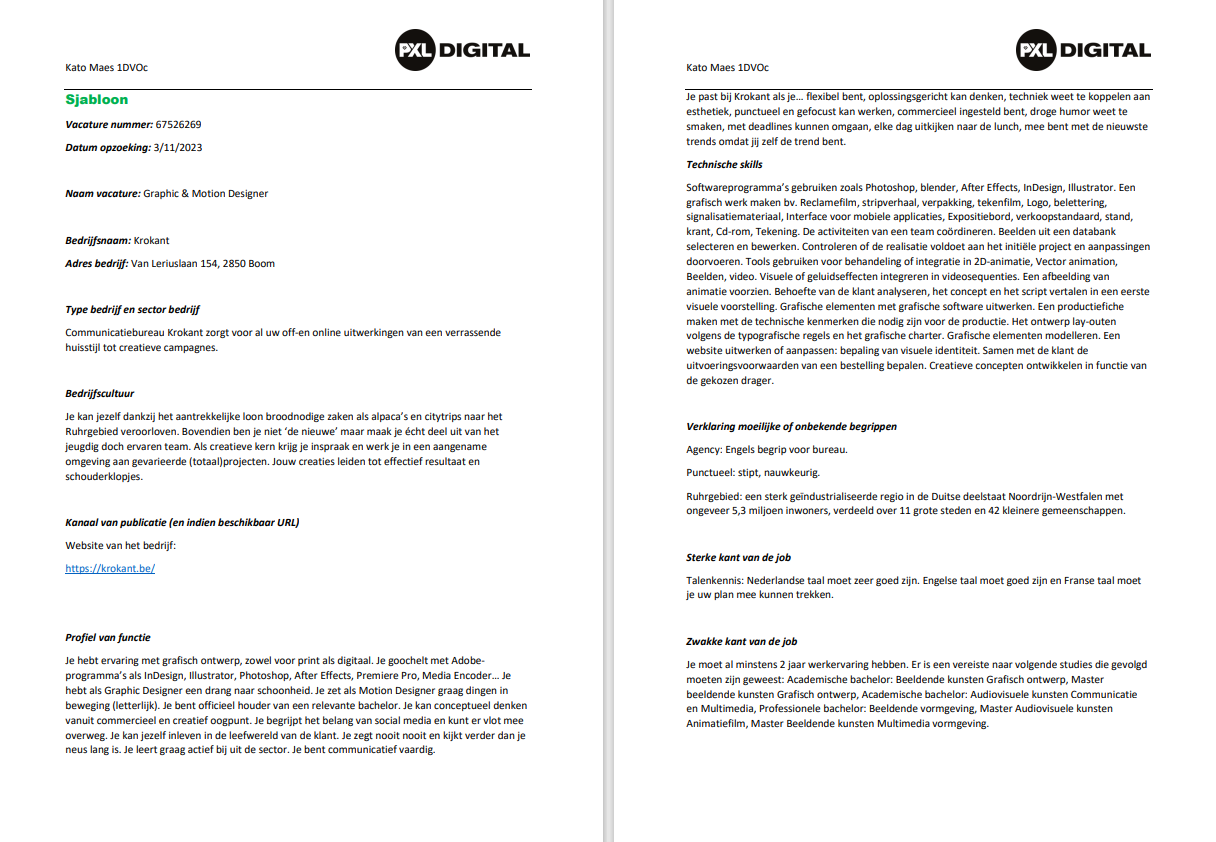 PXL DIGITAL
Kato Maes 1DVOc
Sjabloon
Vacature nummer: 67526269
Datum opzoeking: 3/11/2023
Naam vacature: Graphic & Motion Designer
Bedrijfsnaam: Krokant
Adres bedrijf: Van Leriuslaan 154, 2850 Boom
Type bedrijf en sector bedrijf
Communicatiebureau Krokant zorgt voor al uw off-en online uitwerkingen van een verrassende
huisstijl tot creatieve campagnes.
Bedrijfscultuur
Je kan jezelf dankzij het aantrekkelijke loon broodnodige zaken als alpaca’s en citytrips naar het
Ruhrgebied veroorloven. Bovendien ben je niet ‘de nieuwe’ maar maak je écht deel uit van het
jeugdig doch ervaren team. Als creatieve kern krijg je inspraak en werk je in een aangename
omgeving aan gevarieerde (totaal)projecten. Jouw creaties leiden tot effectief resultaat en
schouderklopjes.
Kanaal van publicatie (en indien beschikbaar URL)
Website van het bedrijf:
https://krokant.be/
Profiel van functie
Je hebt ervaring met grafisch ontwerp, zowel voor print als digitaal. Je goochelt met Adobe-
programma’s als InDesign, Illustrator, Photoshop, After Effects, Premiere Pro, Media Encoder… Je
hebt als Graphic Designer een drang naar schoonheid. Je zet als Motion Designer graag dingen in
beweging (letterlijk). Je bent officieel houder van een relevante bachelor. Je kan conceptueel denken
vanuit commercieel en creatief oogpunt. Je begrijpt het belang van social media en kunt er vlot mee
overweg. Je kan jezelf inleven in de leefwereld van de klant. Je zegt nooit nooit en kijkt verder dan je
neus lang is. Je leert graag actief bij uit de sector. Je bent communicatief vaardig.
PXL DIGITAL
Kato Maes 1DVOc
Je past bij Krokant als je… flexibel bent, oplossingsgericht kan denken, techniek weet te koppelen aan
esthetiek, punctueel en gefocust kan werken, commercieel ingesteld bent, droge humor weet te
smaken, met deadlines kunnen omgaan, elke dag uitkijken naar de lunch, mee bent met de nieuwste
trends omdat jij zelf de trend bent.
Technische skills
Softwareprogramma’s gebruiken zoals Photoshop, blender, After Effects, InDesign, Illustrator. Een
grafisch werk maken bv. Reclamefilm, stripverhaal, verpakking, tekenfilm, Logo, belettering,
signalisatiemateriaal, Interface voor mobiele applicaties, Expositiebord, verkoopstandaard, stand,
krant, Cd-rom, Tekening. De activiteiten van een team coördineren. Beelden uit een databank
selecteren en bewerken. Controleren of de realisatie voldoet aan het initiële project en aanpassingen
doorvoeren. Tools gebruiken voor behandeling of integratie in 2D-animatie, Vector animation,
Beelden, video. Visuele of geluidseffecten integreren in videosequenties. Een afbeelding van
animatie voorzien. Behoefte van de klant analyseren, het concept en het script vertalen in een eerste
visuele voorstelling. Grafische elementen met grafische software uitwerken. Een productiefiche
maken met de technische kenmerken die nodig zijn voor de productie. Het ontwerp lay-outen
volgens de typografische regels en het grafische charter. Grafische elementen modelleren. Een
website uitwerken of aanpassen: bepaling van visuele identiteit. Samen met de klant de
uitvoeringsvoorwaarden van een bestelling bepalen. Creatieve concepten ontwikkelen in functie van
de gekozen drager.
Verklaring moeilijke of onbekende begrippen
Agency: Engels begrip voor bureau.
Punctueel: stipt, nauwkeurig.
Ruhrgebied: een sterk geïndustrialiseerde regio in de Duitse deelstaat Noordrijn-Westfalen met
ongeveer 5,3 miljoen inwoners, verdeeld over 11 grote steden en 42 kleinere gemeenschappen.
Sterke kant van de job
Talenkennis: Nederlandse taal moet zeer goed zijn. Engelse taal moet goed zijn en Franse taal moet
je uw plan mee kunnen trekken.
Zwakke kant van de job
Je moet al minstens 2 jaar werkervaring hebben. Er is een vereiste naar volgende studies die gevolgd
moeten zijn geweest: Academische bachelor: Beeldende kunsten Grafisch ontwerp, Master
beeldende kunsten Grafisch ontwerp, Academische bachelor: Audiovisuele kunsten Communicatie
en Multimedia, Professionele bachelor: Beeldende vormgeving, Master Audiovisuele kunsten
Animatiefilm, Master Beeldende kunsten Multimedia vormgeving.